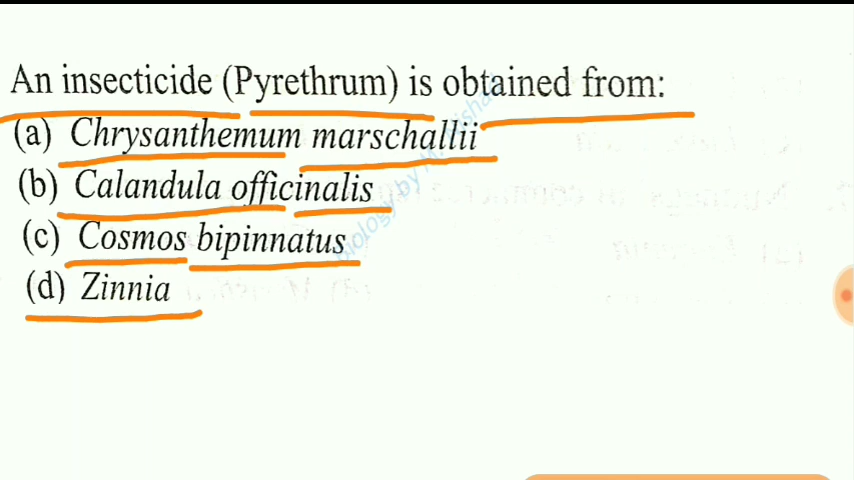 An insecticide (Pyrethrum) is obtained from:
(a) Chrysanthemum marschallii
(b) Calandula officinalis
(c) Cosmos bipinnatus
(d) Zinnia